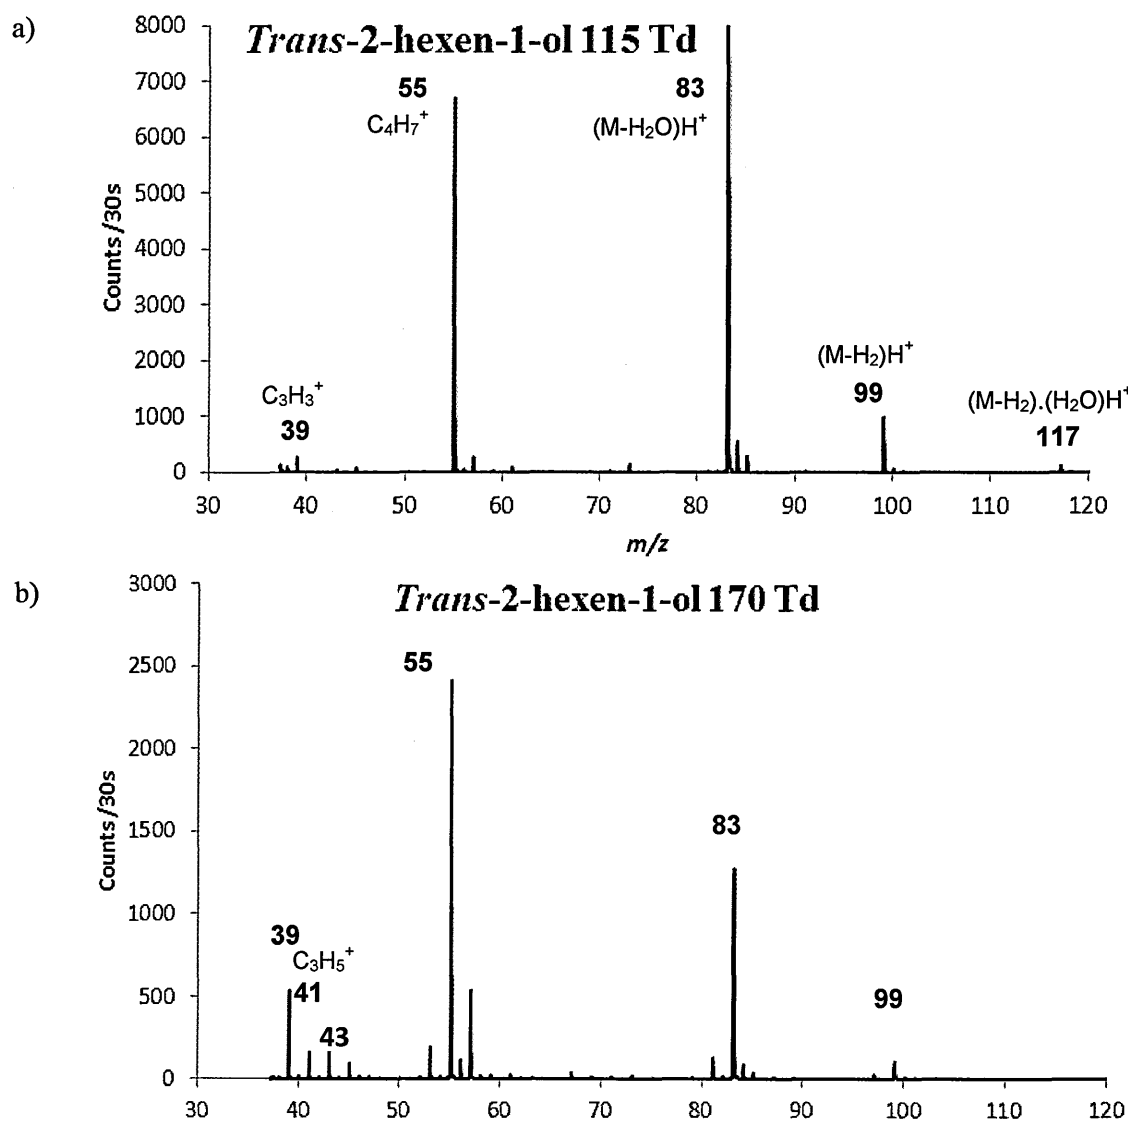 a)
Trans-2-hexen-1-ol 115 Td
8000
7000
6000
5000
4000
3000
2000
1000
0
Counts/30s
55
C₄H₇⁺
83
(M-H₂O)H⁺
C₃H₃⁺
39
(M-H₂)H⁺
99
(M-H₂).(H₂O)H⁺
117
30 40 50 60 70 80 90 100 110 120
m/z
b)
Trans-2-hexen-1-ol 170 Td
3000
2500
2000
1500
1000
500
0
Counts/30s
55
83
39
C₃H₅⁺
41
43
99
30 40 50 60 70 80 90 100 110 120